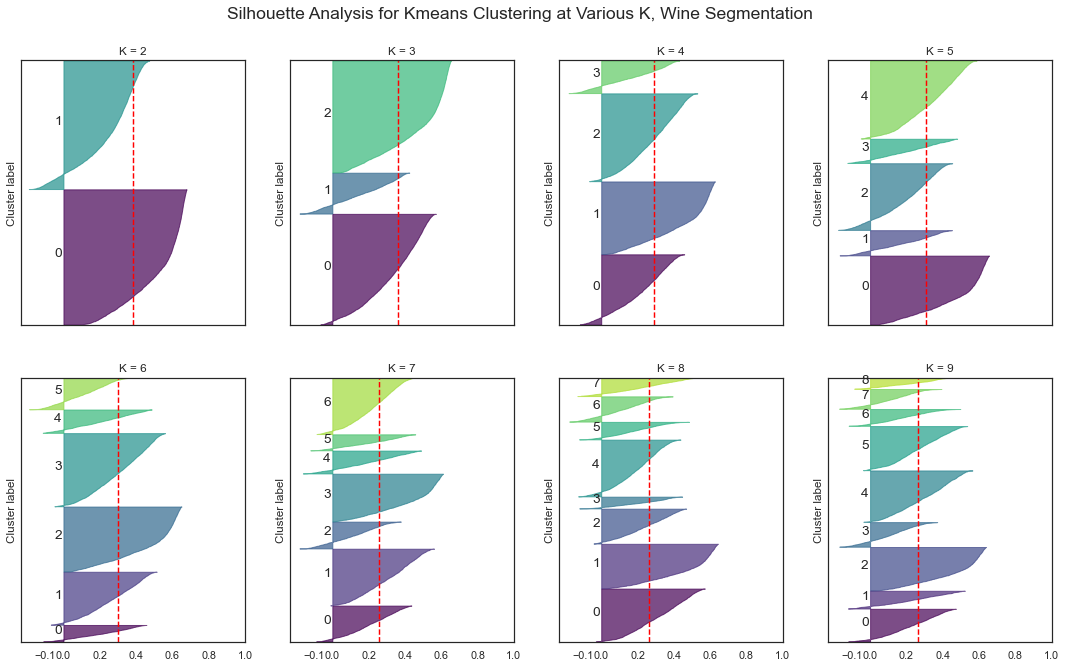 Silhouette Analysis for Kmeans Clustering at Various K, Wine Segmentation
K = 2
K = 3
K = 4
K = 5
Cluster label
1
0
Cluster label
2
1
0
Cluster label
3
2
1
0
Cluster label
4
3
2
1
0
K = 6
K = 7
K = 8
K = 9
Cluster label
5
4
3
2
1
0
−0.10.0 0.2 0.4 0.6 0.8 1.0
Cluster label
6
5
4
3
2
1
0
−0.10.0 0.2 0.4 0.6 0.8 1.0
Cluster label
7
6
5
4
3
2
1
0
−0.10.0 0.2 0.4 0.6 0.8 1.0
Cluster label
8
7
6
5
4
3
2
1
0
−0.10.0 0.2 0.4 0.6 0.8 1.0